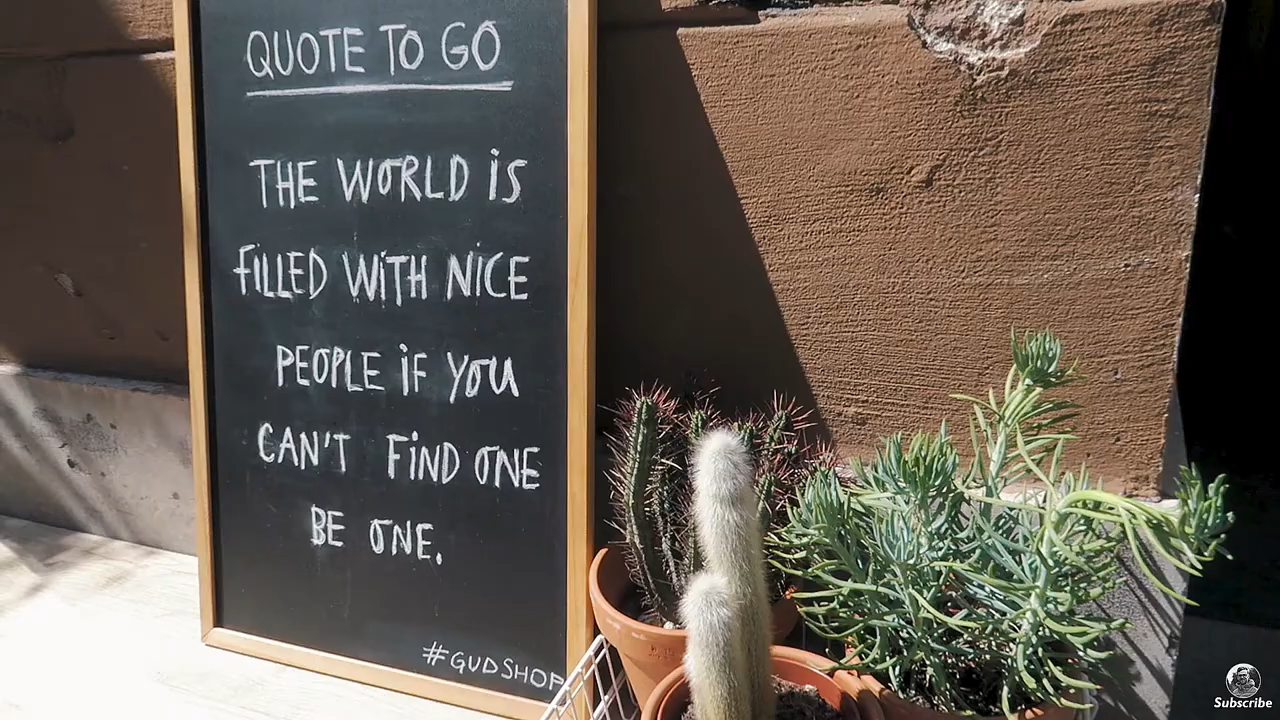 QUOTE TO GO
THE WORLD iS
FiLLED WiTH NiCE
PEOPLE iF YOU
CAN'T FiND ONE
BE ONE.
#GUDSHOP
Subscribe